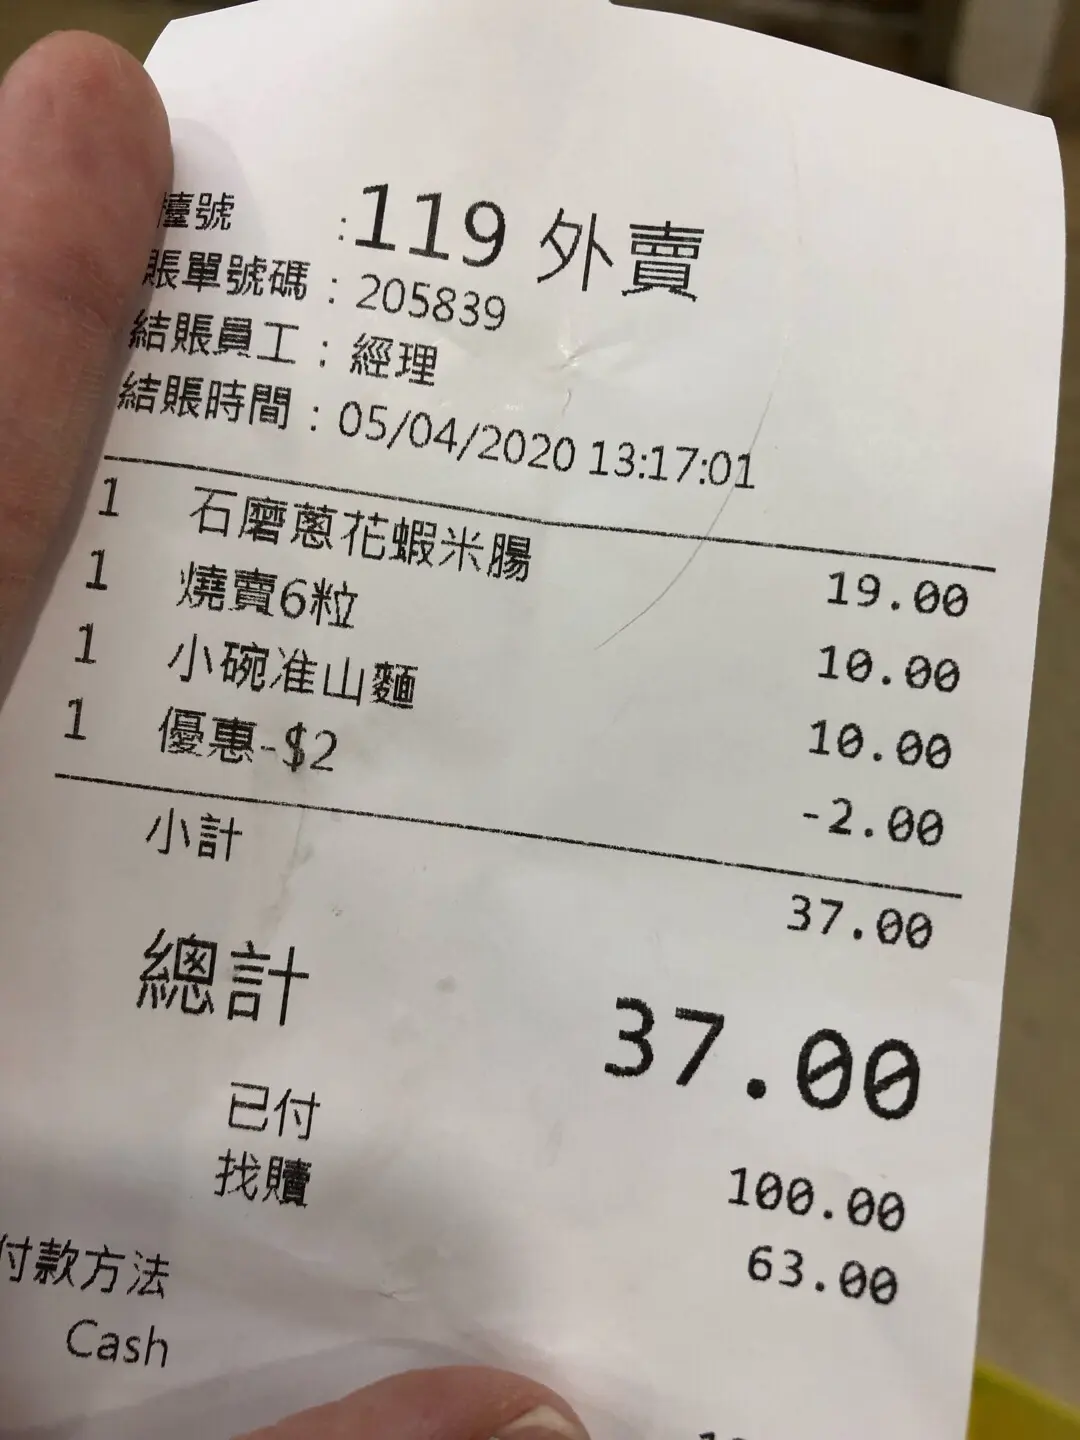 檯號 :119 外賣
賬單號碼 : 205839
結賬員工 : 經理
結賬時間 : 05/04/2020 13:17:01
1 石磨蔥花蝦米腸 19.00
1 燒賣6粒 10.00
1 小碗准山麵 10.00
1 優惠-$2 -2.00
小計 37.00
總計 37.00
已付 100.00
找贖 63.00
付款方法
Cash